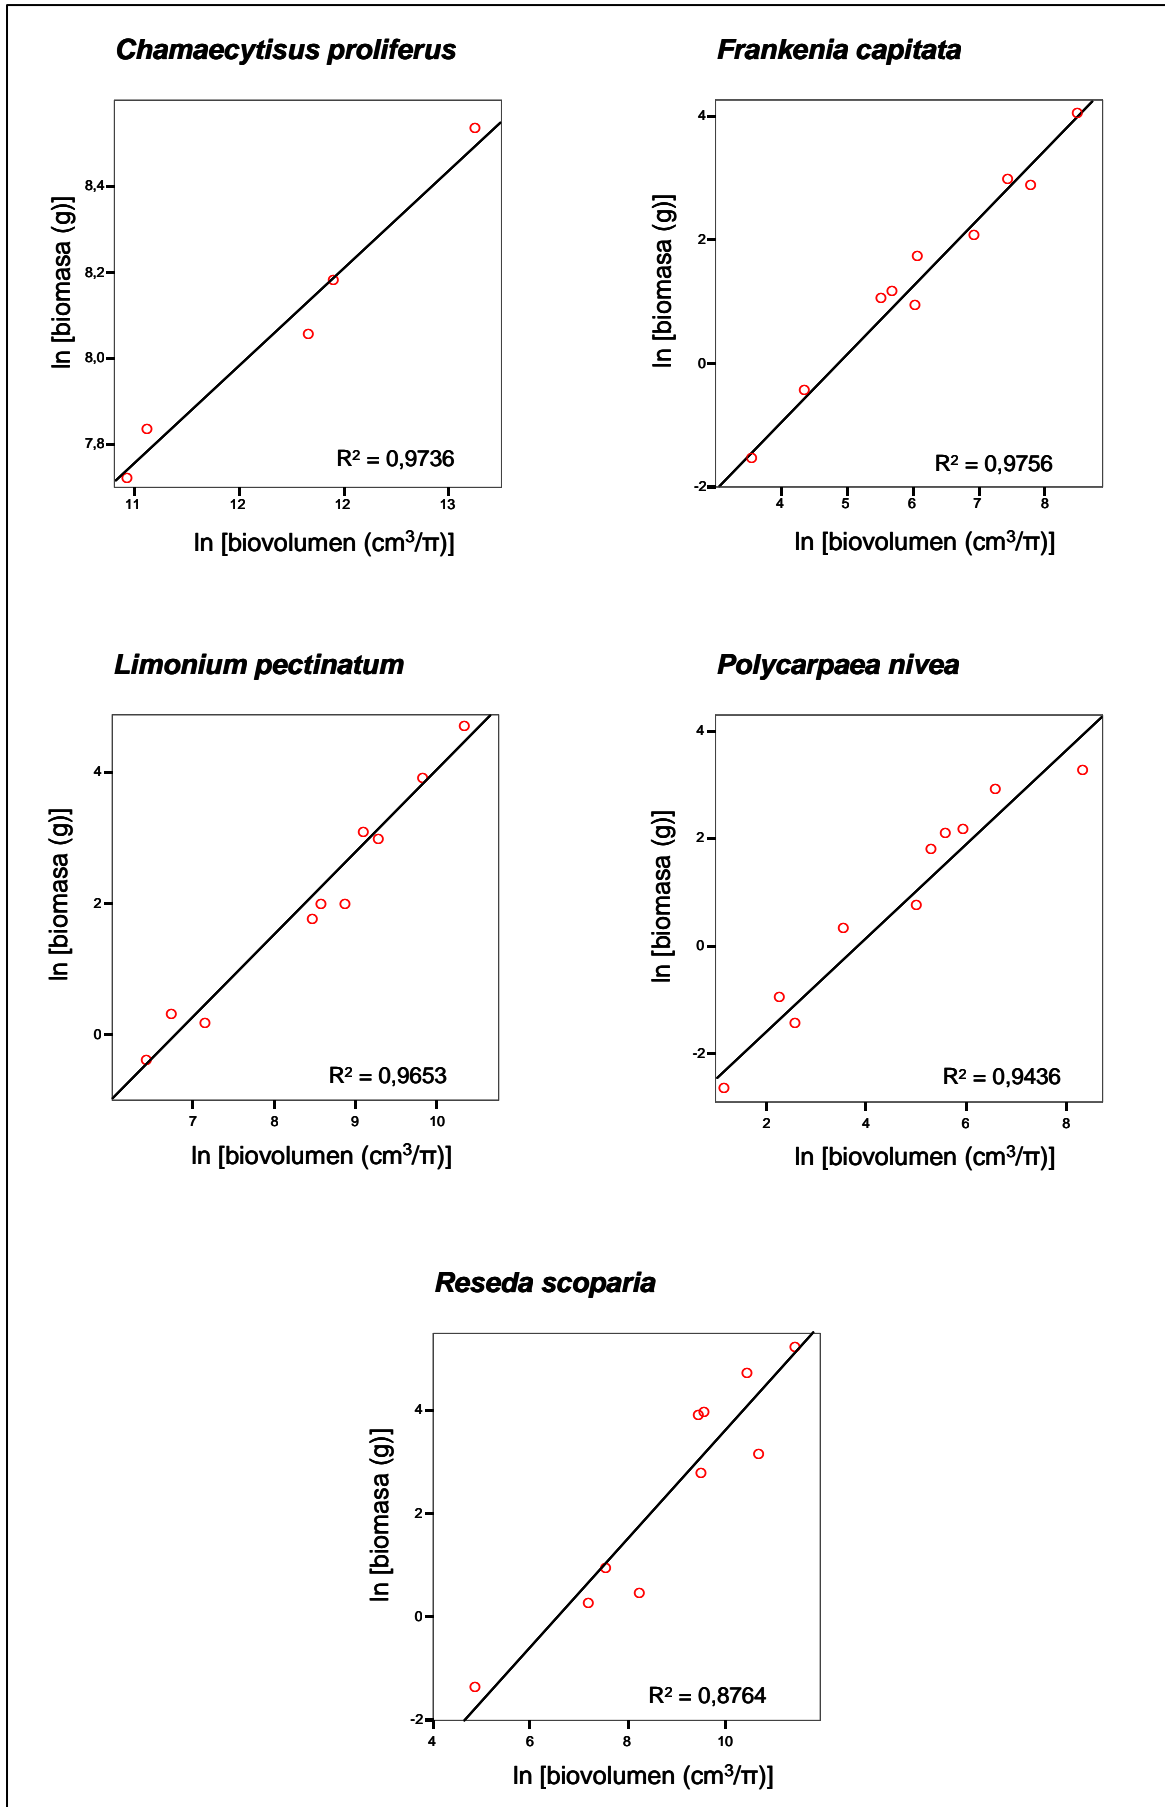 Chamaecytisus proliferus
ln [biomasa (g)]
8,4
8,2
8,0
7,8
R² = 0,9736
11 12 12 13
ln [biovolumen (cm³/π)]
Frankenia capitata
ln [biomasa (g)]
4
2
0
-2
R² = 0,9756
4 5 6 7 8
ln [biovolumen (cm³/π)]
Limonium pectinatum
ln [biomasa (g)]
4
2
0
R² = 0,9653
7 8 9 10
ln [biovolumen (cm³/π)]
Polycarpaea nivea
ln [biomasa (g)]
4
2
0
-2
R² = 0,9436
2 4 6 8
ln [biovolumen (cm³/π)]
Reseda scoparia
ln [biomasa (g)]
4
2
0
-2
R² = 0,8764
4 6 8 10
ln [biovolumen (cm³/π)]